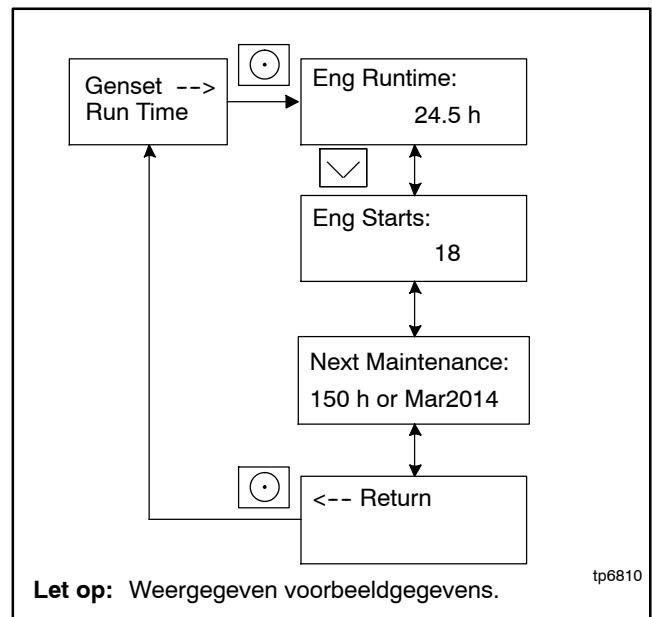 Genset -->
Run Time
Eng Runtime:
24.5 h
Eng Starts:
18
Next Maintenance:
150 h or Mar2014
<-- Return
Let op: Weergegeven voorbeeldgegevens.
tp6810